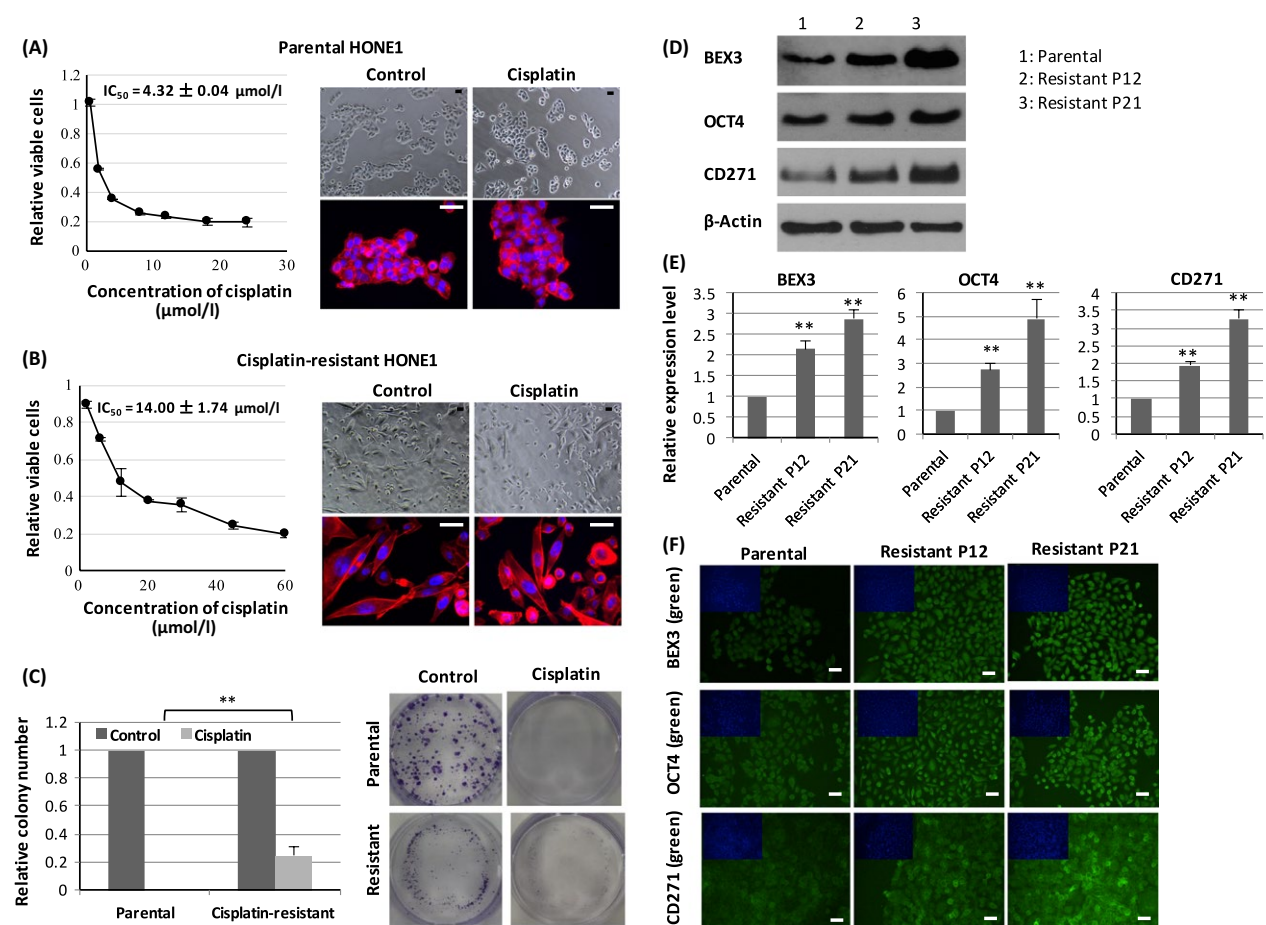 (A)
Parental HONE1
Relative viable cells
1.2
1
0.8
0.6
0.4
0.2
0
IC50 = 4.32 ± 0.04 μmol/l
0 10 20 30
Concentration of cisplatin
(μmol/l)
Control Cisplatin
(B)
Cisplatin-resistant HONE1
Relative viable cells
1
0.8
0.6
0.4
0.2
0
IC50 = 14.00 ± 1.74 μmol/l
0 20 40 60
Concentration of cisplatin
(μmol/l)
Control Cisplatin
(C)
Relative colony number
1.2
1
0.8
0.6
0.4
0.2
0
**
Control Cisplatin
Parental Cisplatin-resistant
Control Cisplatin
Parental
Resistant
(D)
1 2 3
BEX3
OCT4
CD271
β-Actin
1: Parental
2: Resistant P12
3: Resistant P21
(E)
Relative expression level
BEX3
3.5
3
2.5
2
1.5
1
0.5
0
** **
Parental Resistant P12 Resistant P21
OCT4
6
5
4
3
2
1
0
** **
Parental Resistant P12 Resistant P21
CD271
4
3.5
3
2.5
2
1.5
1
0.5
0
** **
Parental Resistant P12 Resistant P21
(F)
Parental Resistant P12 Resistant P21
BEX3 (green)
OCT4 (green)
CD271 (green)